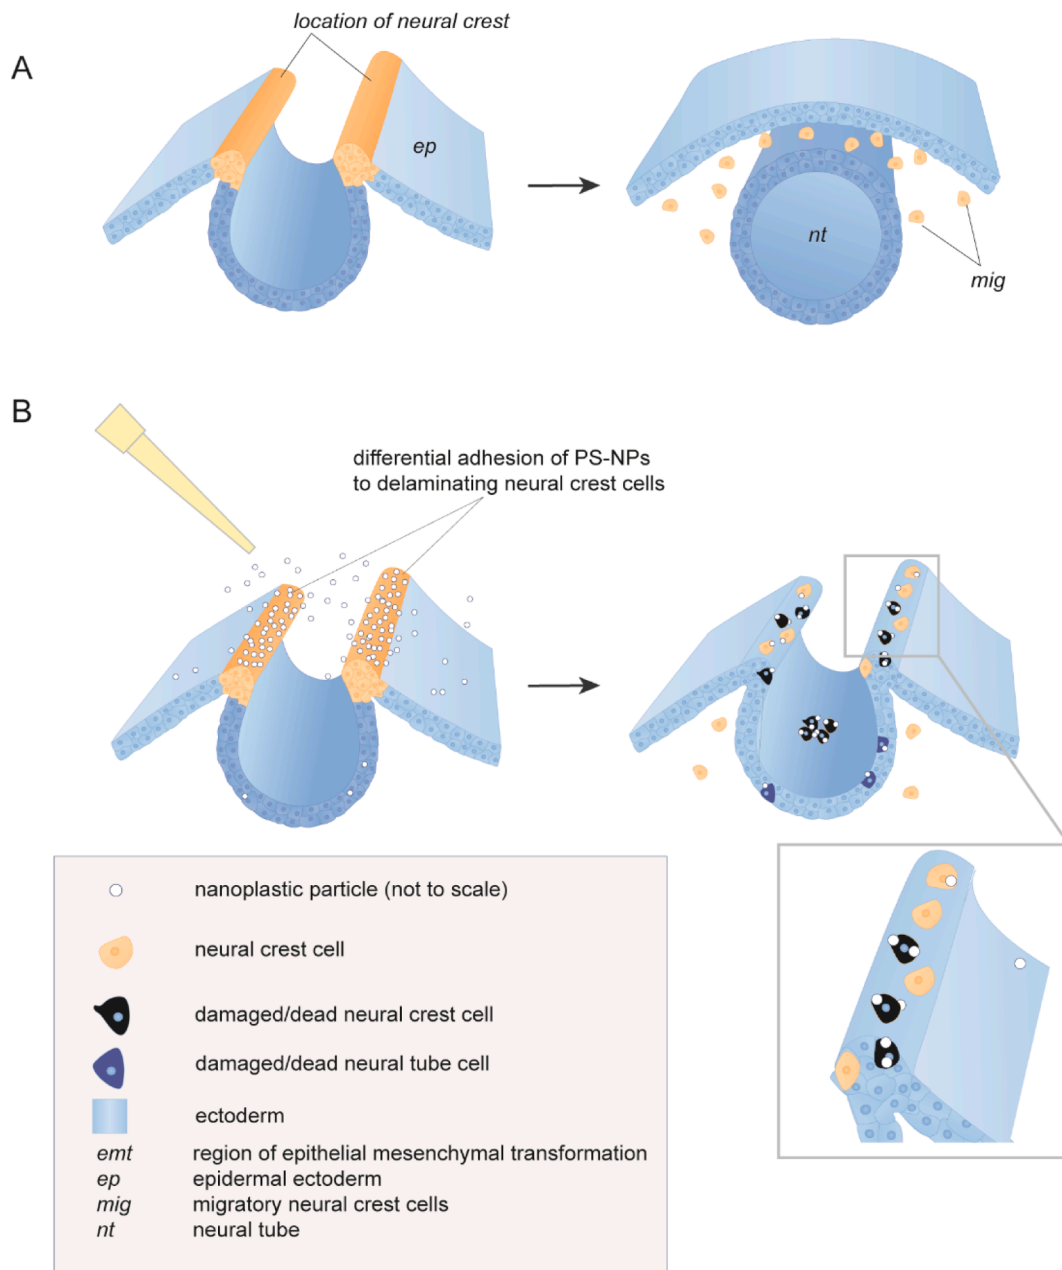 location of neural crest
A
ep
nt
mig
B
differential adhesion of PS-NPs
to delaminating neural crest cells
nanoplastic particle (not to scale)
neural crest cell
damaged/dead neural crest cell
damaged/dead neural tube cell
ectoderm
emt region of epithelial mesenchymal transformation
ep epidermal ectoderm
mig migratory neural crest cells
nt neural tube